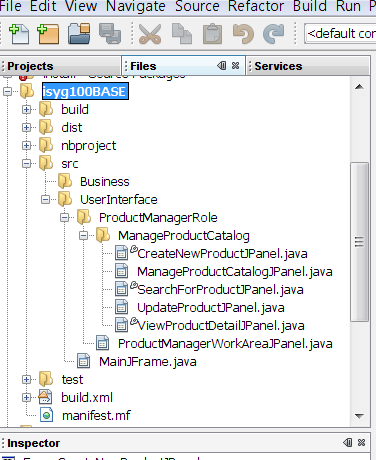 File Edit View Navigate Source Refactor Build Run
<default con
Projects
Files
Services
Source Packages
isyg100BASE
build
dist
nbproject
src
Business
UserInterface
ProductManagerRole
ManageProductCatalog
CreateNewProductJPanel.java
ManageProductCatalogJPanel.java
SearchForProductJPanel.java
UpdateProductJPanel.java
ViewProductDetailJPanel.java
ProductManagerWorkAreaJPanel.java
MainJFrame.java
test
build.xml
manifest.mf
Inspector